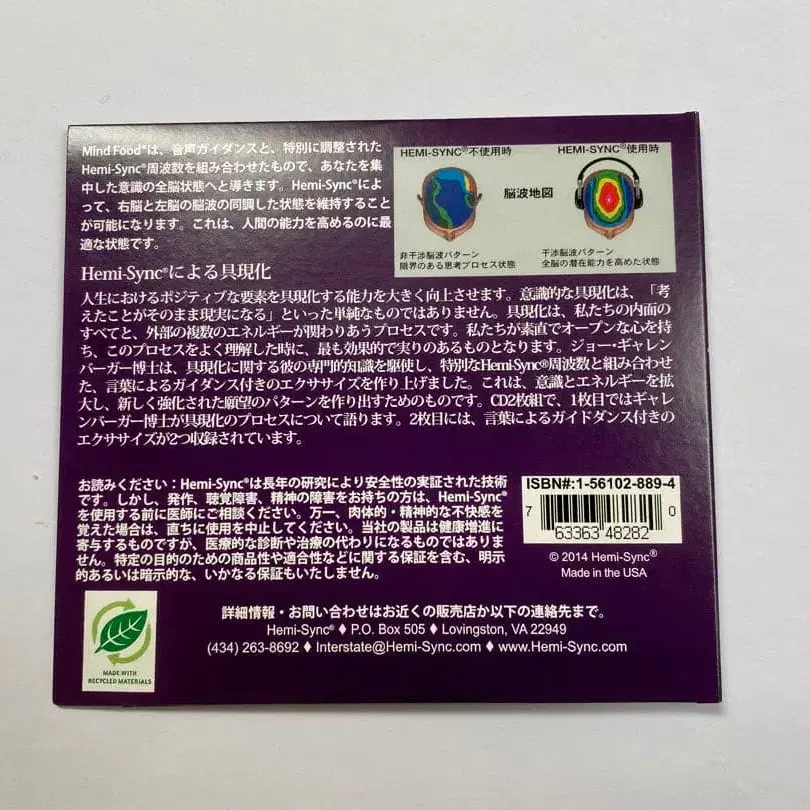 Mind Food®は、音声ガイダンスと、特別に調整された
Hemi-Sync®周波数を組み合わせたもので、あなたを集
中した意識の全脳状態へと導きます。Hemi-Sync®によ
って、右脳と左脳の脳波の同調した状態を維持すること
が可能になります。これは、人間の能力を高めるのに最
適な状態です。
HEMI-SYNC®不使用時
HEMI-SYNC®使用時
脳波地図
非干渉脳波パターン
限界のある思考プロセス状態
干渉脳波パターン
全脳の潜在能力を高めた状態
Hemi-Sync®による具現化
人生におけるポジティブな要素を具現化する能力を大きく向上させます。意識的な具現化は、「考
えたことがそのまま現実になる」といった単純なものではありません。具現化は、私たちの内面の
すべてと、外部の複数のエネルギーが関わりあうプロセスです。私たちが素直でオープンな心を持
ち、このプロセスをよく理解した時に、最も効果的で実りのあるものとなります。ジョー・ギャレン
バーガー博士は、具現化に関する彼の専門的知識を駆使し、特別なHemi-Sync®周波数と組み合わせ
た、言葉によるガイダンス付きのエクササイズを作り上げました。これは、意識とエネルギーを拡
大し、新しく強化された願望のパターンを作り出すためのものです。CD2枚組で、1枚目ではギャレ
ンバーガー博士が具現化のプロセスについて語ります。2枚目には、言葉によるガイドダンス付きの
エクササイズが2つ収録されています。
お読みください：Hemi-Sync®は長年の研究により安全性の実証された技術
です。しかし、発作、聴覚障害、精神の障害をお持ちの方は、Hemi-Sync®
を使用する前に医師にご相談ください。万一、肉体的・精神的な不快感を
覚えた場合は、直ちに使用を中止してください。当社の製品は健康増進に
寄与するものですが、医療的な診断や治療の代わりになるものではありま
せん。特定の目的のための商品性や適合性などに関する保証を含む、明示
的あるいは暗示的な、いかなる保証もいたしません。
ISBN#:1-56102-889-4
7 63363 48282 0
© 2014 Hemi-Sync®
Made in the USA
MADE WITH
RECYCLED MATERIALS
詳細情報・お問い合わせはお近くの販売店か以下の連絡先まで。
Hemi-Sync® ♦ P.O. Box 505 ♦ Lovingston, VA 22949
(434) 263-8692 ♦ Interstate@Hemi-Sync.com ♦ www.Hemi-Sync.com